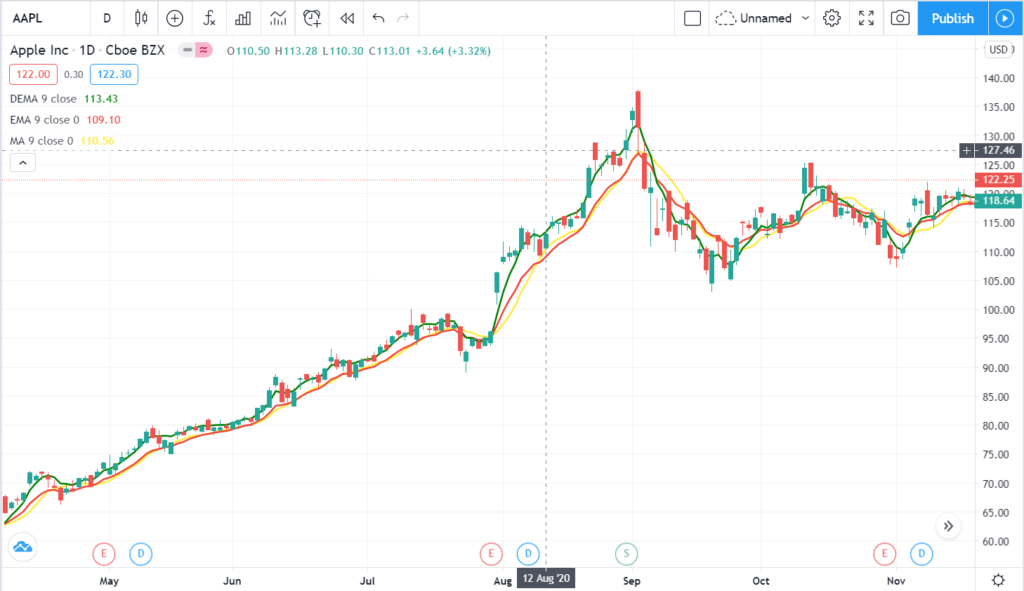 AAPL D Unnamed Publish
Apple Inc · 1D · Cboe BZX O110.50 H113.28 L110.30 C113.01 +3.64 (+3.32%) USD
122.00 0.30 122.30
DEMA 9 close 113.43
EMA 9 close 0 109.10
MA 9 close 0 110.56
140.00
135.00
130.00
127.46
125.00
122.25
120.00
118.64
115.00
110.00
105.00
100.00
95.00
90.00
85.00
80.00
75.00
70.00
65.00
60.00
E D E D S E D
May Jun Jul Aug 12 Aug '20 Sep Oct Nov